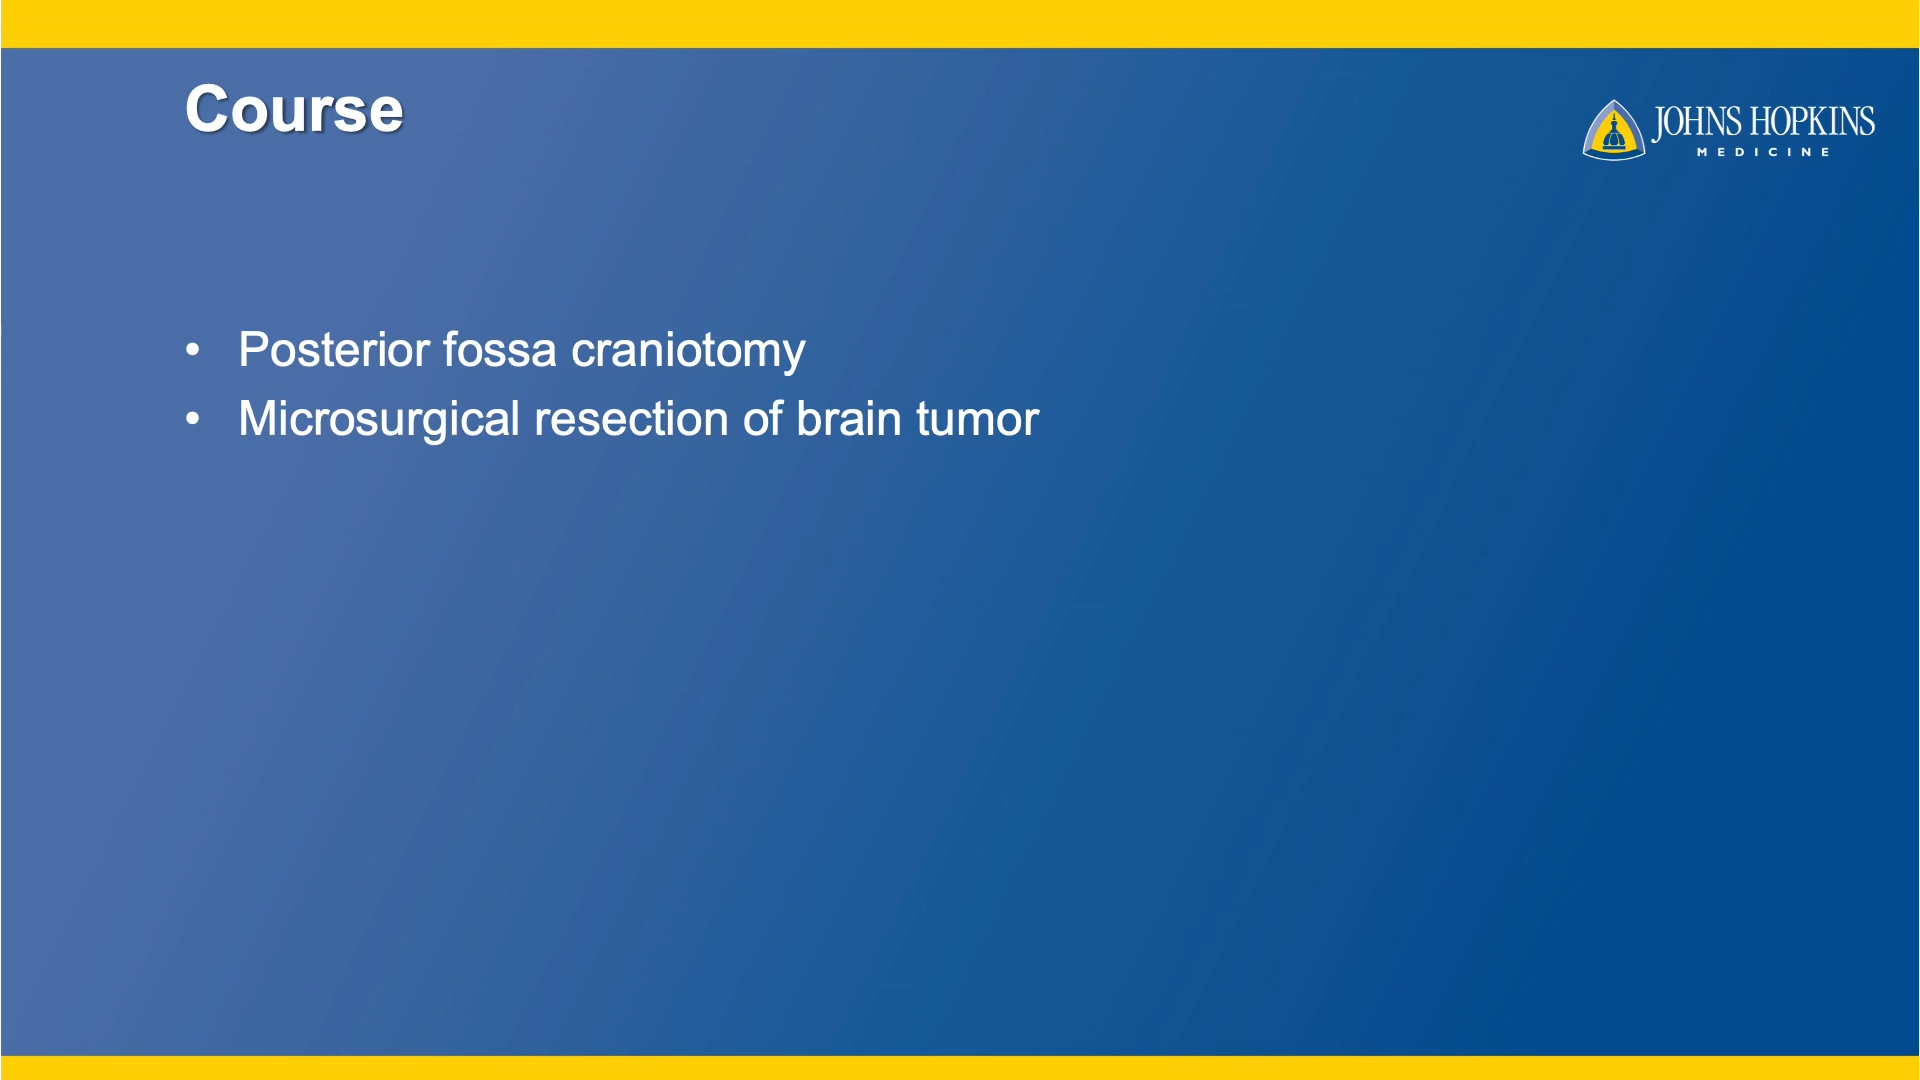 Course
JOHNS HOPKINS
MEDICINE
• Posterior fossa craniotomy
• Microsurgical resection of brain tumor